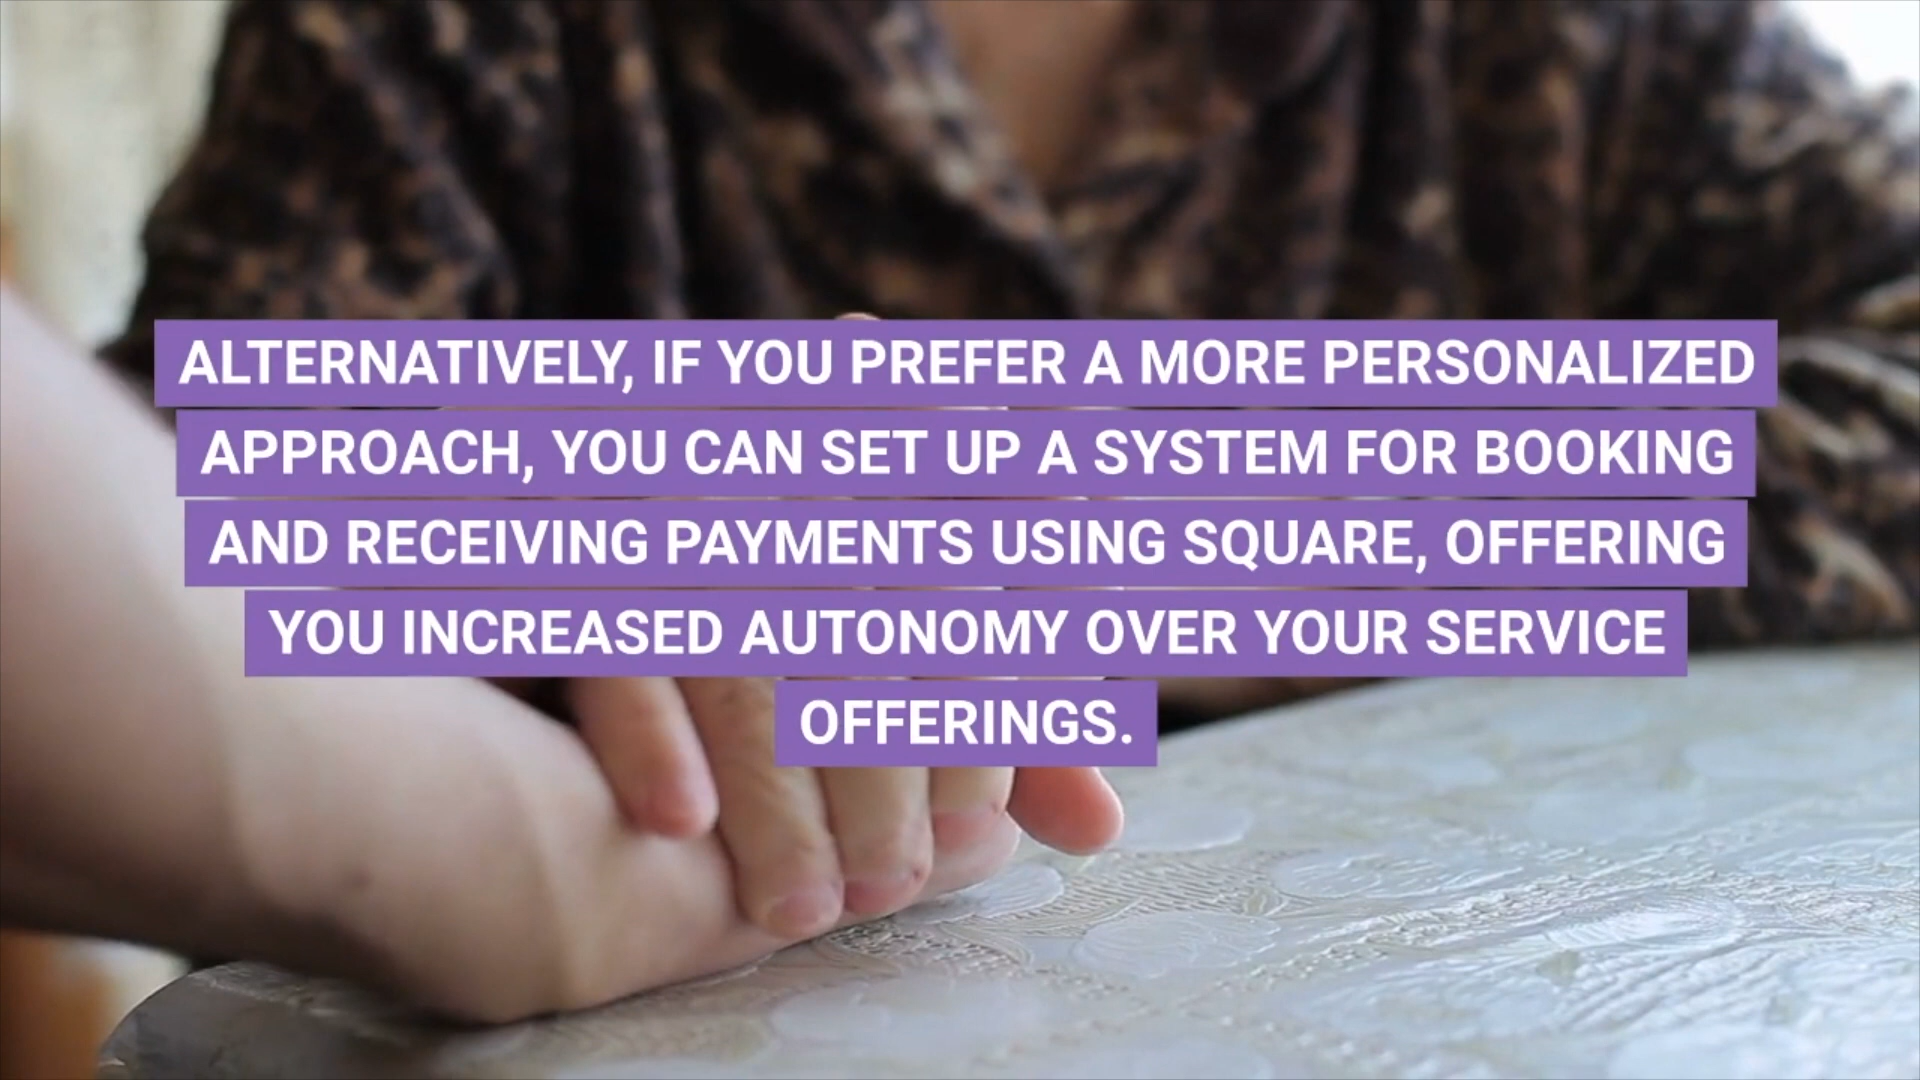 ALTERNATIVELY, IF YOU PREFER A MORE PERSONALIZED
APPROACH, YOU CAN SET UP A SYSTEM FOR BOOKING
AND RECEIVING PAYMENTS USING SQUARE, OFFERING
YOU INCREASED AUTONOMY OVER YOUR SERVICE
OFFERINGS.